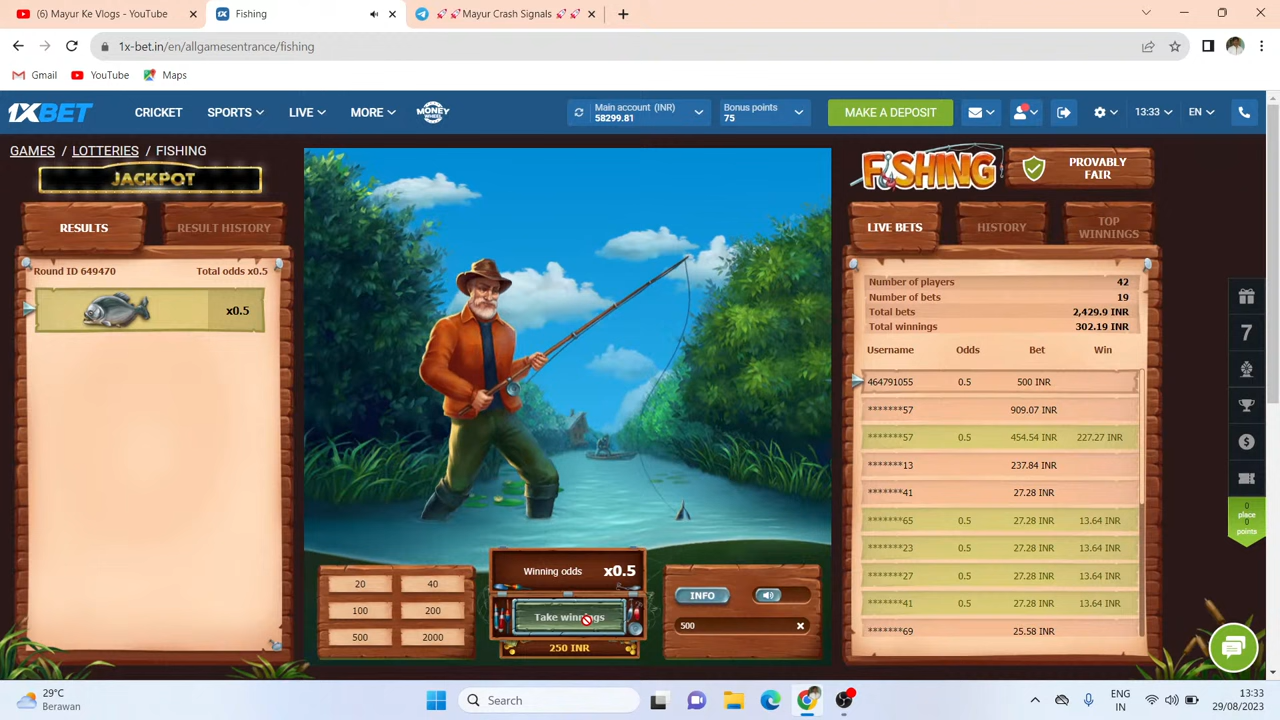 (6) Mayur Ke Vlogs - YouTube
Fishing
Mayur Crash Signals
1x-bet.in/en/allgamesentrance/fishing
Gmail
YouTube
Maps
1XBET
CRICKET
SPORTS
LIVE
MORE
MONEY WHEEL
Main account (INR)
58299.81
Bonus points
75
MAKE A DEPOSIT
13:33
EN
GAMES / LOTTERIES / FISHING
JACKPOT
RESULTS
RESULT HISTORY
Round ID 649470
Total odds x0.5
x0.5
20
40
100
200
500
2000
Winning odds x0.5
Take winnings
250 INR
INFO
500
FISHING
PROVABLY
FAIR
LIVE BETS
HISTORY
TOP
WINNINGS
Number of players 42
Number of bets 19
Total bets 2,429.9 INR
Total winnings 302.19 INR
Username Odds Bet Win
464791055 0.5 500 INR
*******57 909.07 INR
*******57 0.5 454.54 INR 227.27 INR
*******13 237.84 INR
*******41 27.28 INR
*******65 0.5 27.28 INR 13.64 INR
*******23 0.5 27.28 INR 13.64 INR
*******27 0.5 27.28 INR 13.64 INR
*******41 0.5 27.28 INR 13.64 INR
*******69 25.58 INR
7
0
place
0
points
29°C
Berawan
Search
ENG
IN
13:33
29/08/2023